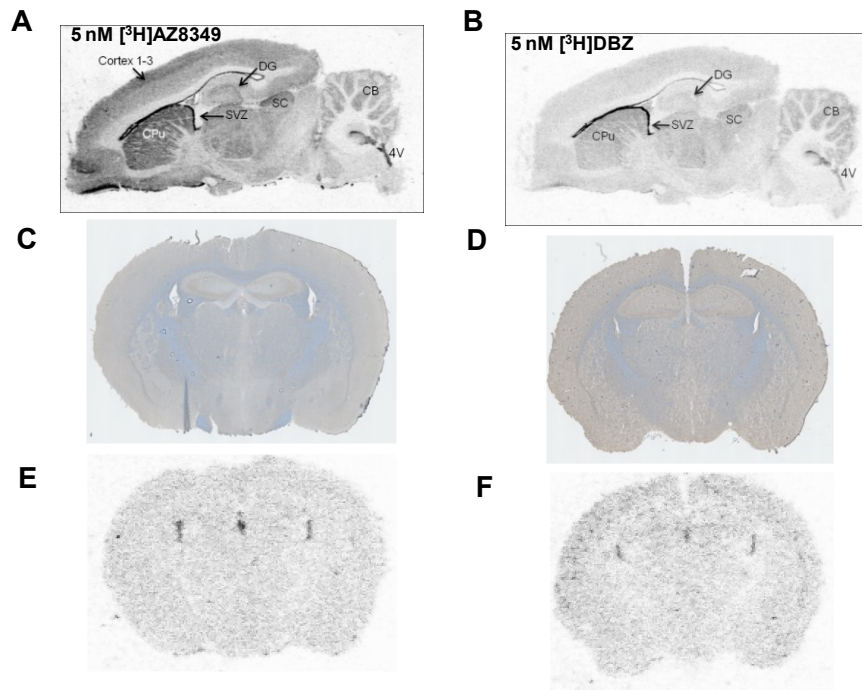 A
5 nM [³H]AZ8349
Cortex 1-3
DG
CB
SC
SVZ
CPu
4V
B
5 nM [³H]DBZ
DG
CB
SC
SVZ
CPu
4V
C
D
E
F